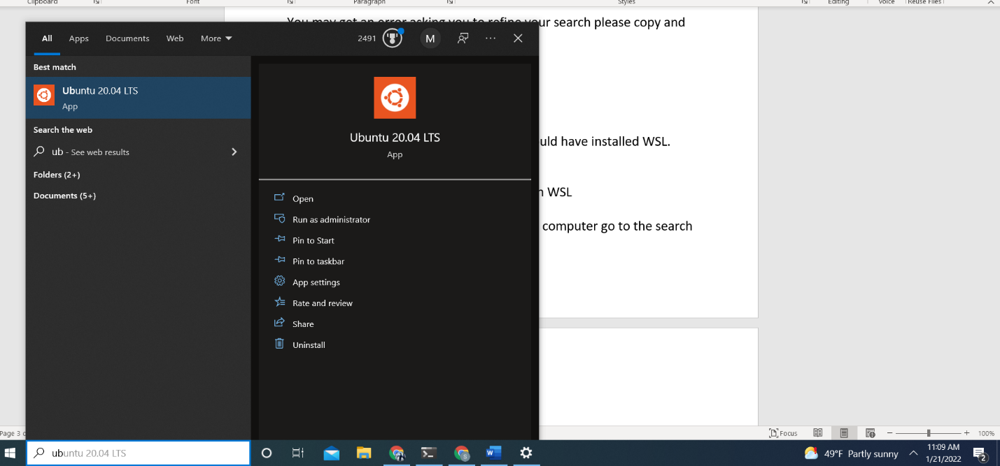 Clipboard
Font
Paragraph
Styles
Editing
Voice
Reuse Files
You may get an error asking you to refine your search please copy and
All
Apps
Documents
Web
More
2491
M
Best match
Ubuntu 20.04 LTS
App
Search the web
ub - See web results
Folders (2+)
Documents (5+)
Ubuntu 20.04 LTS
App
Open
Run as administrator
Pin to Start
Pin to taskbar
App settings
Rate and review
Share
Uninstall
uld have installed WSL.
n WSL
computer go to the search
Page 3 o
Focus
100%
ubuntu 20.04 LTS
49°F Partly sunny
11:09 AM
1/21/2022
2